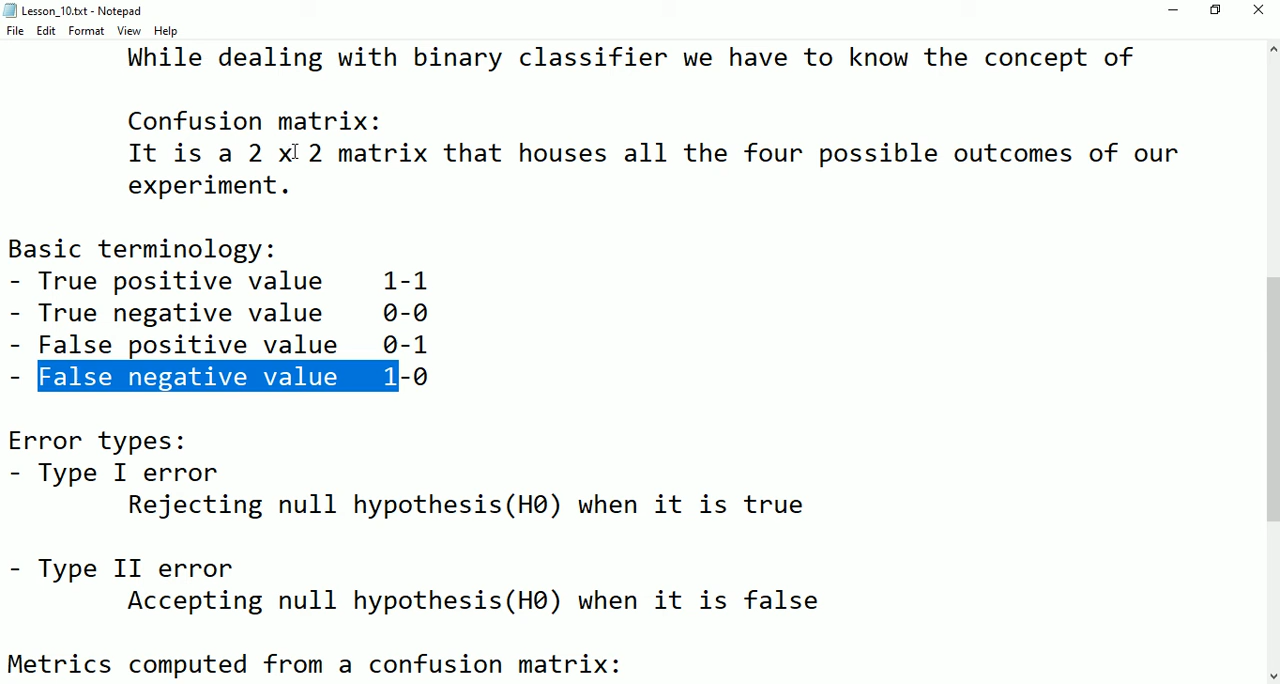 Lesson_10.txt - Notepad
File Edit Format View Help
While dealing with binary classifier we have to know the concept of
Confusion matrix:
It is a 2 x 2 matrix that houses all the four possible outcomes of our
experiment.
Basic terminology:
- True positive value 1-1
- True negative value 0-0
- False positive value 0-1
- False negative value 1-0
Error types:
- Type I error
Rejecting null hypothesis(H0) when it is true
- Type II error
Accepting null hypothesis(H0) when it is false
Metrics computed from a confusion matrix: